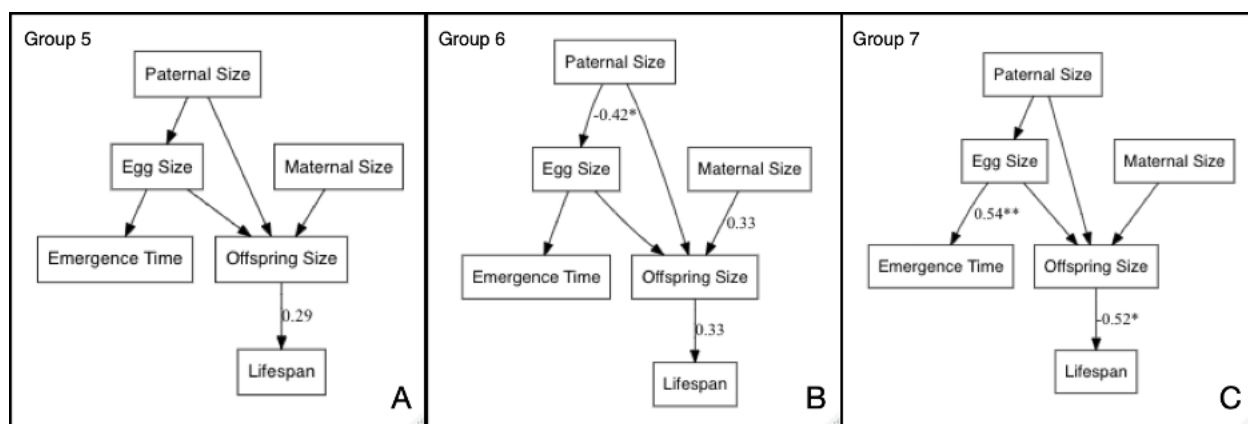 Group 5
Paternal Size
Egg Size
Maternal Size
Emergence Time
Offspring Size
0.29
Lifespan
A
Group 6
Paternal Size
-0.42*
Egg Size
Maternal Size
0.33
Emergence Time
Offspring Size
0.33
Lifespan
B
Group 7
Paternal Size
Egg Size
Maternal Size
0.54**
Emergence Time
Offspring Size
-0.52*
Lifespan
C